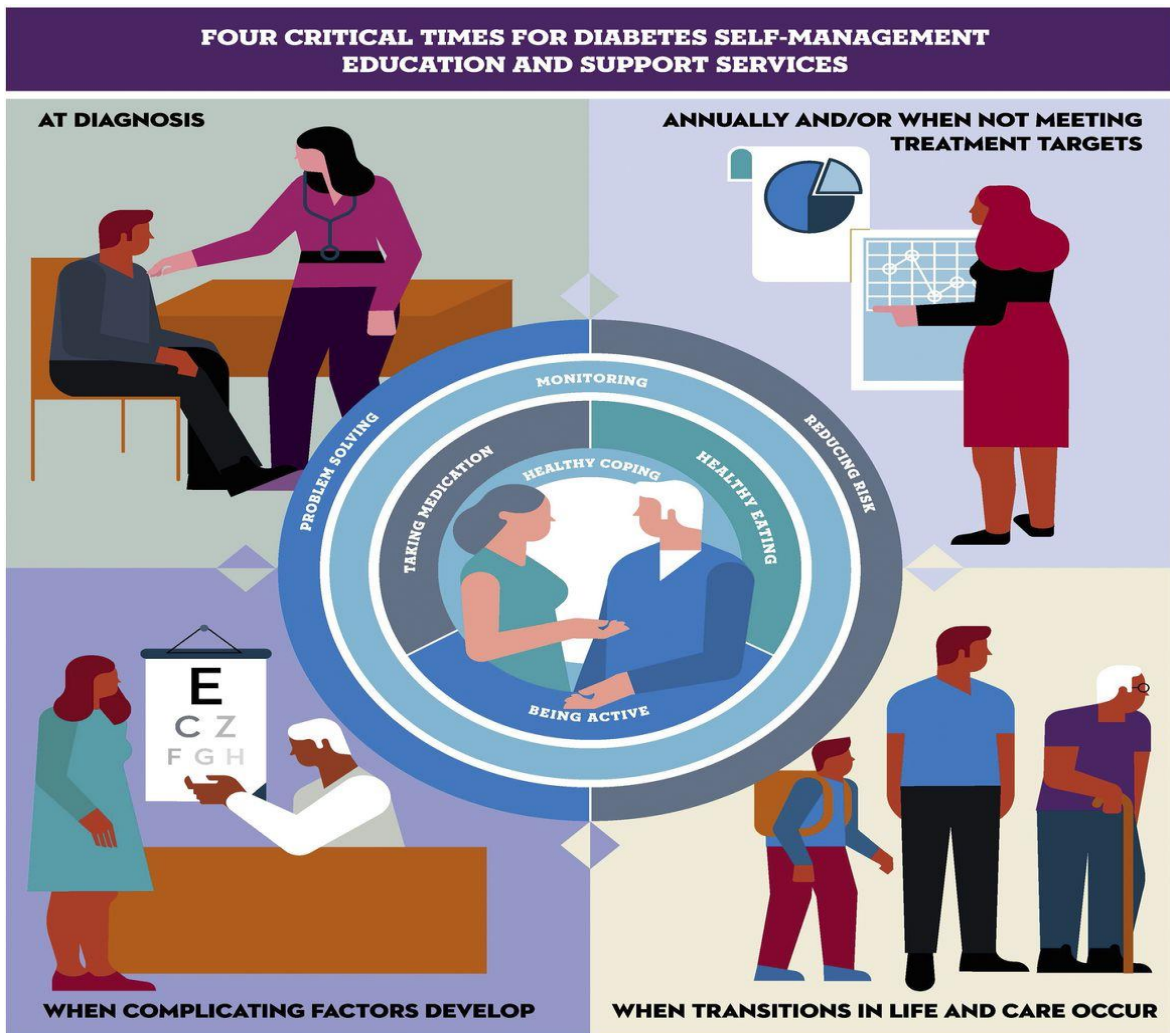 FOUR CRITICAL TIMES FOR DIABETES SELF-MANAGEMENT
EDUCATION AND SUPPORT SERVICES
AT DIAGNOSIS
ANNUALLY AND/OR WHEN NOT MEETING
TREATMENT TARGETS
MONITORING
PROBLEM SOLVING
REDUCING RISK
TAKING MEDICATION
HEALTHY COPING
HEALTHY EATING
BEING ACTIVE
E
C Z
F G H
WHEN COMPLICATING FACTORS DEVELOP
WHEN TRANSITIONS IN LIFE AND CARE OCCUR